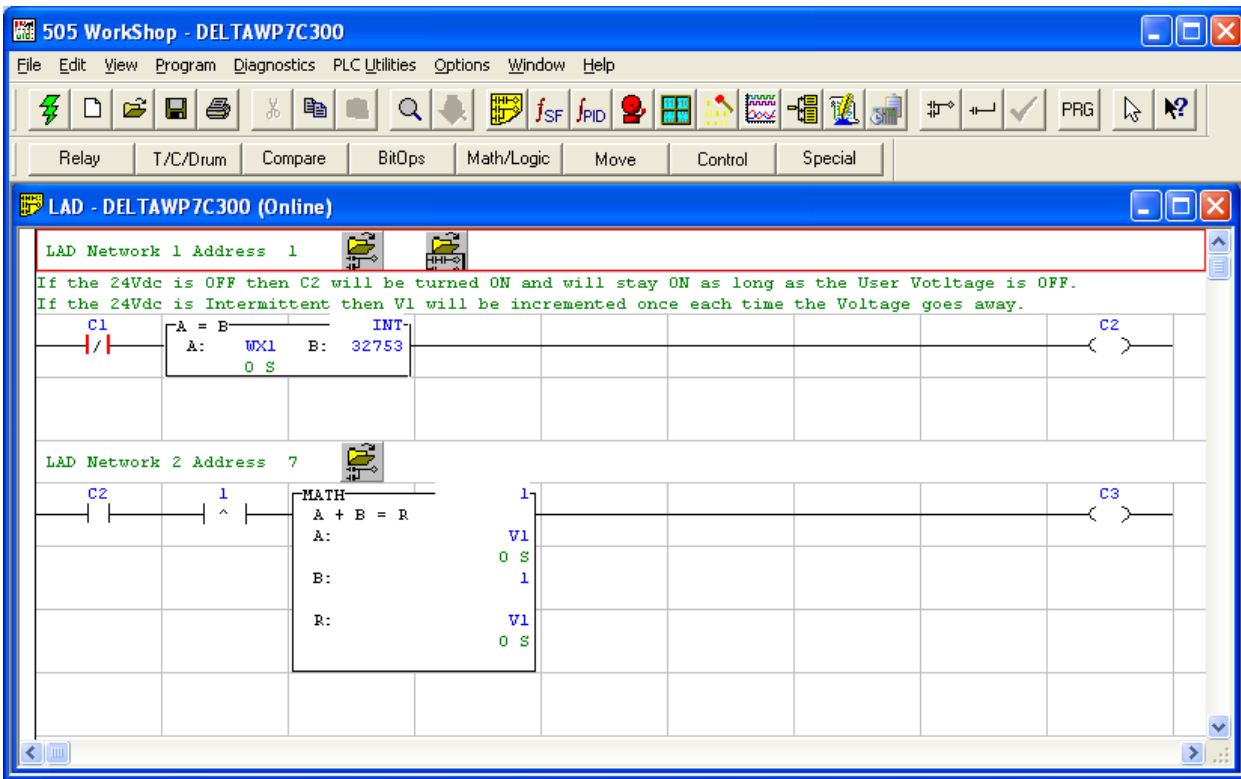 505 WorkShop - DELTAWP7C300
File Edit View Program Diagnostics PLC Utilities Options Window Help
fSF fPID PRG
Relay T/C/Drum Compare BitOps Math/Logic Move Control Special
LAD - DELTAWP7C300 (Online)
LAD Network 1 Address 1
If the 24Vdc is OFF then C2 will be turned ON and will stay ON as long as the User Votltage is OFF.
If the 24Vdc is Intermittent then V1 will be incremented once each time the Voltage goes away.
C1 A = B INT C2
A: WX1 B: 32753
0 S
LAD Network 2 Address 7
C2 1 MATH 1 C3
A + B = R
A: V1
0 S
B: 1
R: V1
0 S